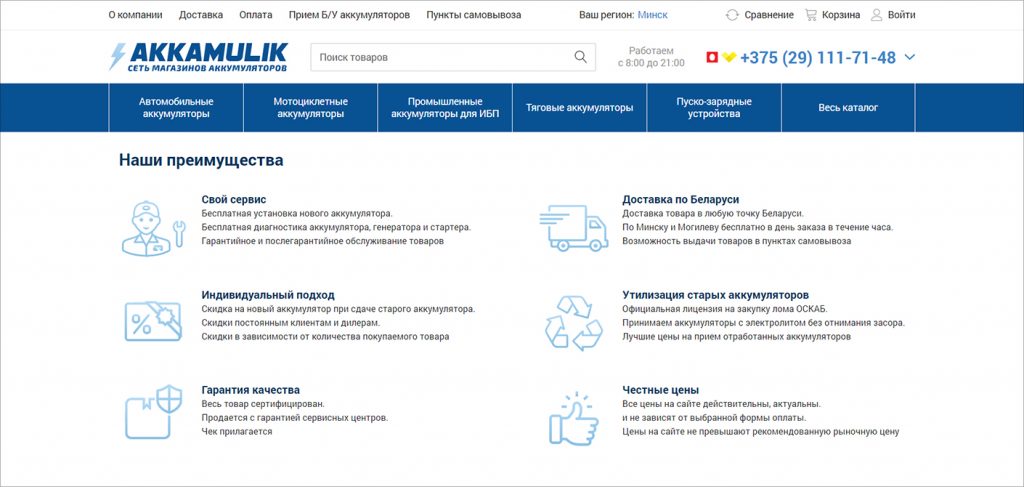 О компании Доставка Оплата Прием Б/У аккумуляторов Пункты самовывоза Ваш регион: Минск Сравнение Корзина Войти
AKKAMULIK
СЕТЬ МАГАЗИНОВ АККУМУЛЯТОРОВ
Поиск товаров
Работаем
с 8:00 до 21:00
+375 (29) 111-71-48
Автомобильные
аккумуляторы
Мотоциклетные
аккумуляторы
Промышленные
аккумуляторы для ИБП
Тяговые аккумуляторы
Пуско-зарядные
устройства
Весь каталог
Наши преимущества
Свой сервис
Бесплатная установка нового аккумулятора.
Бесплатная диагностика аккумулятора, генератора и стартера.
Гарантийное и послегарантийное обслуживание товаров
Доставка по Беларуси
Доставка товара в любую точку Беларуси.
По Минску и Могилеву бесплатно в день заказа в течение часа.
Возможность выдачи товаров в пунктах самовывоза
Индивидуальный подход
Скидка на новый аккумулятор при сдаче старого аккумулятора.
Скидки постоянным клиентам и дилерам.
Скидки в зависимости от количества покупаемого товара
Утилизация старых аккумуляторов
Официальная лицензия на закупку лома ОСКАБ.
Принимаем аккумуляторы с электролитом без отнимания засора.
Лучшие цены на прием отработанных аккумуляторов
Гарантия качества
Весь товар сертифицирован.
Продается с гарантией сервисных центров.
Чек прилагается
Честные цены
Все цены на сайте действительны, актуальны.
и не зависят от выбранной формы оплаты.
Цены на сайте не превышают рекомендованную рыночную цену